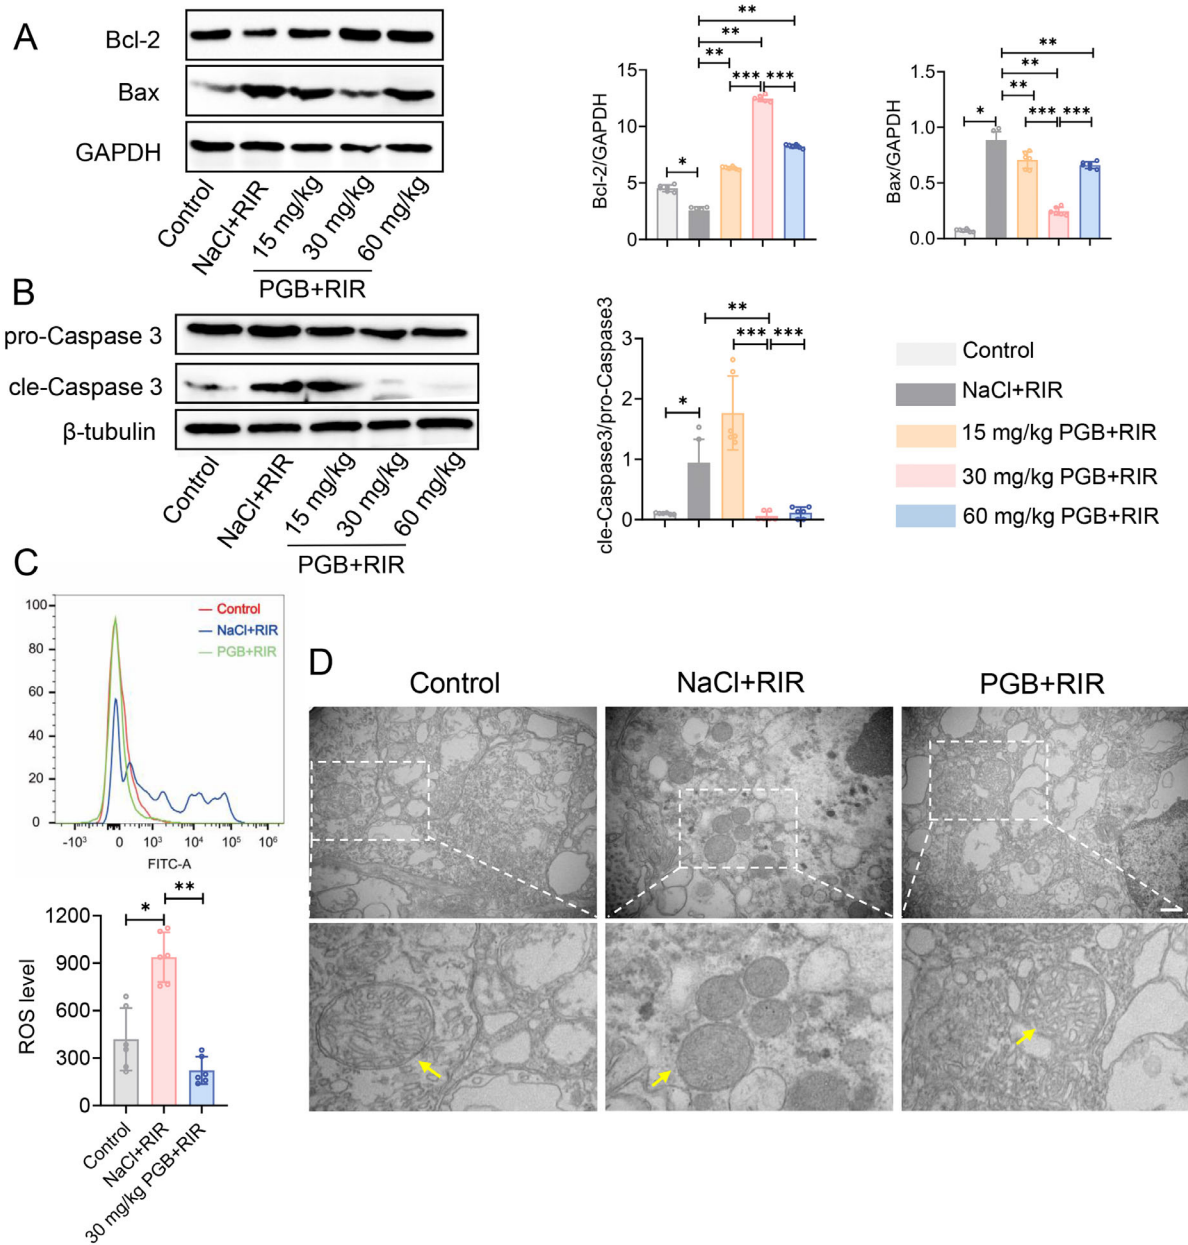 A
Bcl-2
Bax
GAPDH
Control
NaCl+RIR
15 mg/kg
30 mg/kg
60 mg/kg
PGB+RIR
Bcl-2/GAPDH
15
10
5
0
*
**
**
**
***
***
Bax/GAPDH
1.5
1.0
0.5
0.0
*
**
**
**
***
***
B
pro-Caspase 3
cle-Caspase 3
β-tubulin
Control
NaCl+RIR
15 mg/kg
30 mg/kg
60 mg/kg
PGB+RIR
cle-Caspase3/pro-Caspase3
3
2
1
0
*
**
***
***
Control
NaCl+RIR
15 mg/kg PGB+RIR
30 mg/kg PGB+RIR
60 mg/kg PGB+RIR
C
100
80
60
40
20
0
Control
NaCl+RIR
PGB+RIR
-10³ 0 10³ 10⁴ 10⁵ 10⁶
FITC-A
ROS level
1200
900
600
300
0
*
**
Control
NaCl+RIR
30 mg/kg PGB+RIR
D
Control
NaCl+RIR
PGB+RIR